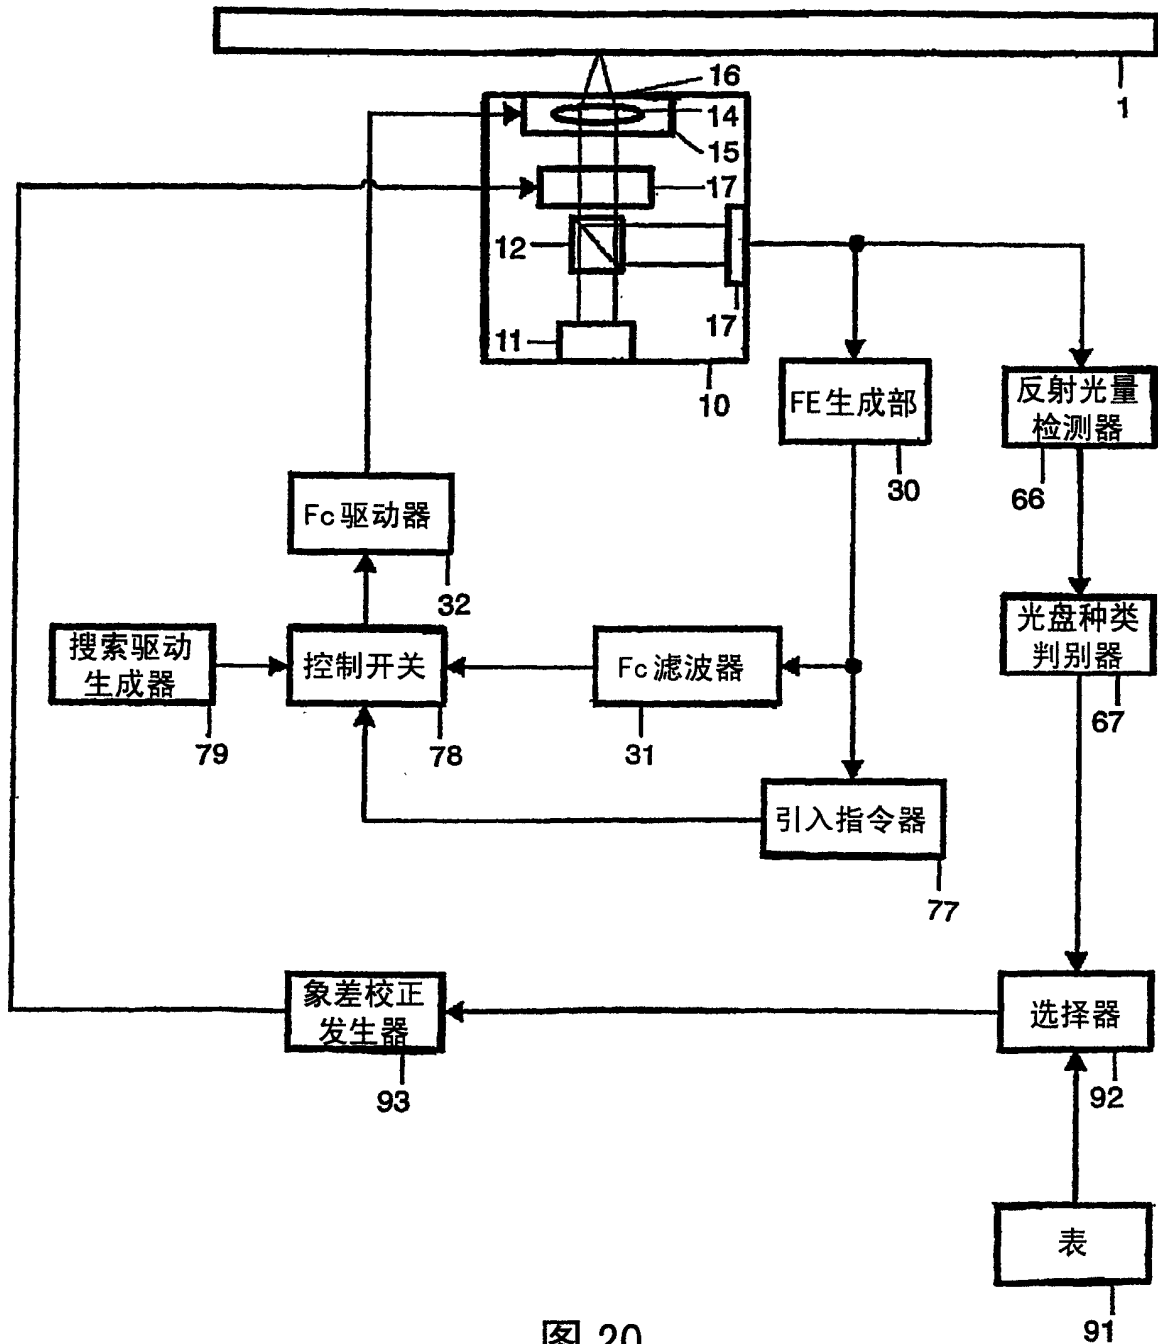 1
16
14
15
17
12
17
11
10
FE生成部
30
反射光量
检测器
66
Fc驱动器
32
光盘种类
判别器
67
搜索驱动
生成器
79
控制开关
78
Fc滤波器
31
引入指令器
77
象差校正
发生器
93
选择器
92
表
91
图 20